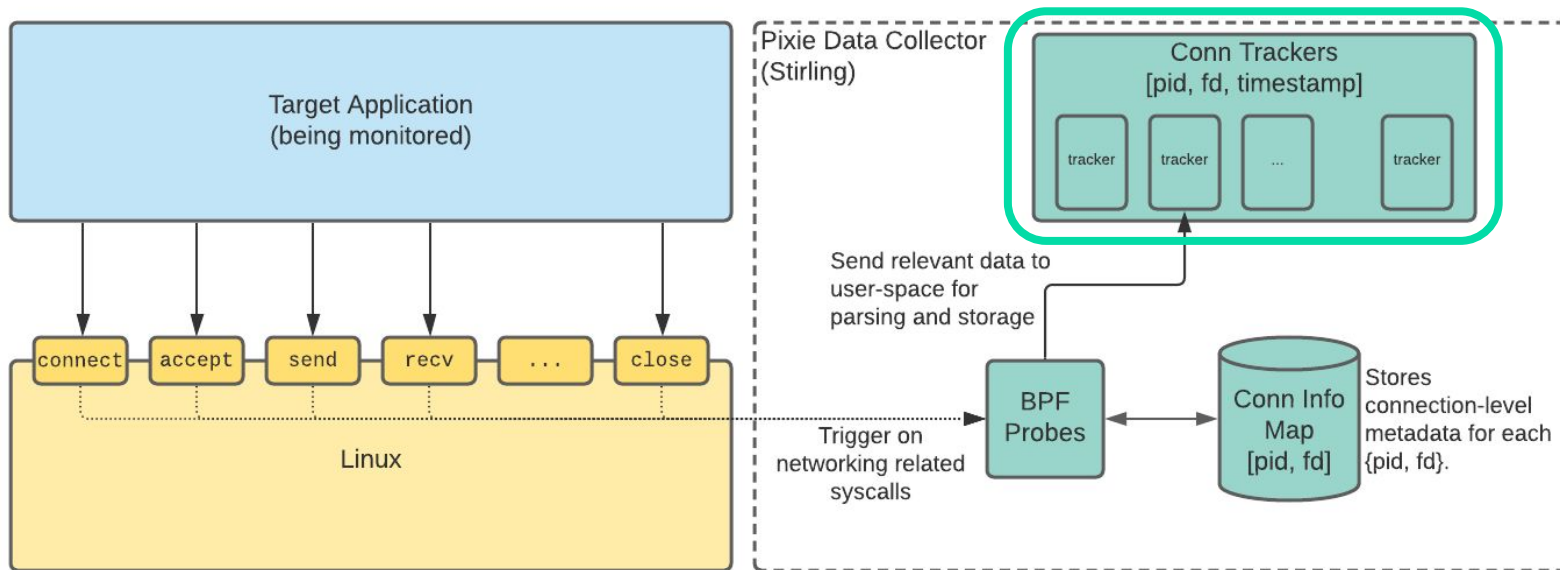 Target Application
(being monitored)
connect
accept
send
recv
...
close
Linux
Pixie Data Collector
(Stirling)
Conn Trackers
[pid, fd, timestamp]
tracker
tracker
...
tracker
Send relevant data to
user-space for
parsing and storage
BPF
Probes
Trigger on
networking related
syscalls
Conn Info
Map
[pid, fd]
Stores
connection-level
metadata for each
{pid, fd}.